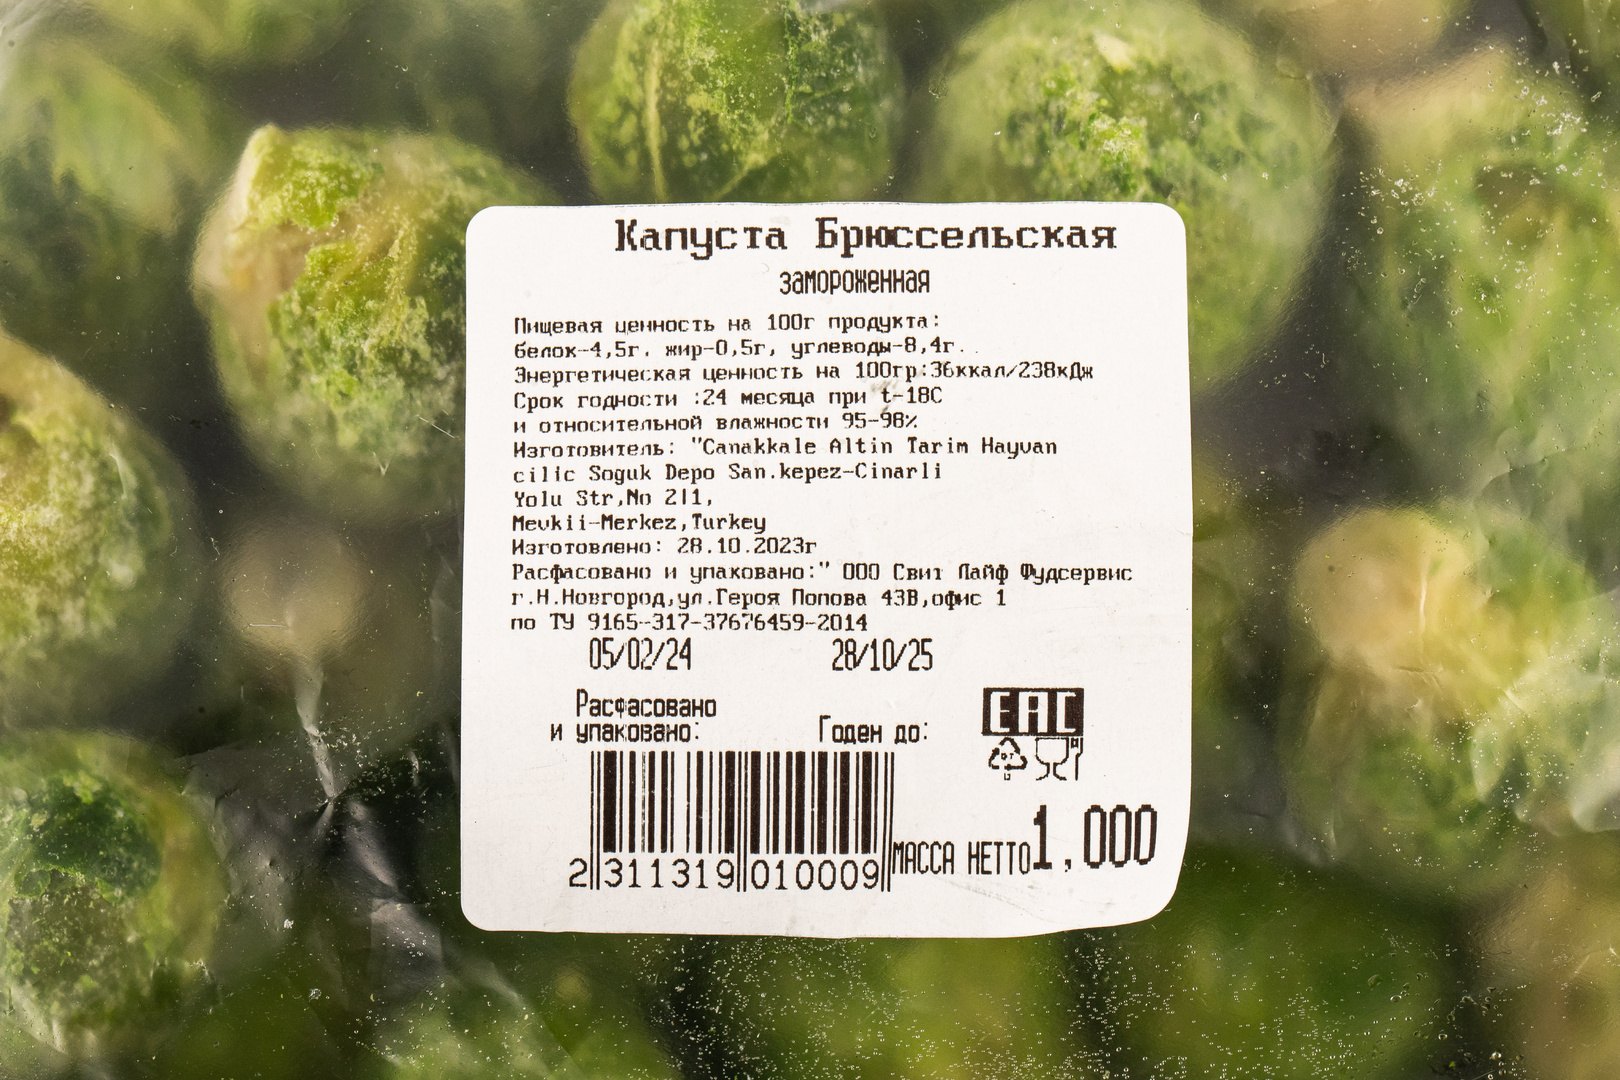 Капуста Брюссельская
замороженная
Пищевая ценность на 100г продукта:
белок-4,5г, жир-0,5г, углеводы-8,4г..
Энергетическая ценность на 100гр:36ккал/238кДж
Срок годности :24 месяца при t-18С
и относительной влажности 95-98%
Изготовитель: "Canakkale Altin Tarim Hayvan
cilic Soguk Depo San.kepez-Cinarli
Yolu Str,No 211,
Mevkii-Merkez,Turkey
Изготовлено: 28.10.2023г
Расфасовано и упаковано:" ООО Свит Лайф Фудсервис
г.Н.Новгород,ул.Героя Попова 43В,офис 1
по ТУ 9165-317-37676459-2014
05/02/24 28/10/25
Расфасовано
и упаковано: Годен до:
EAC
МАССА НЕТТО 1,000
2 311319 010009